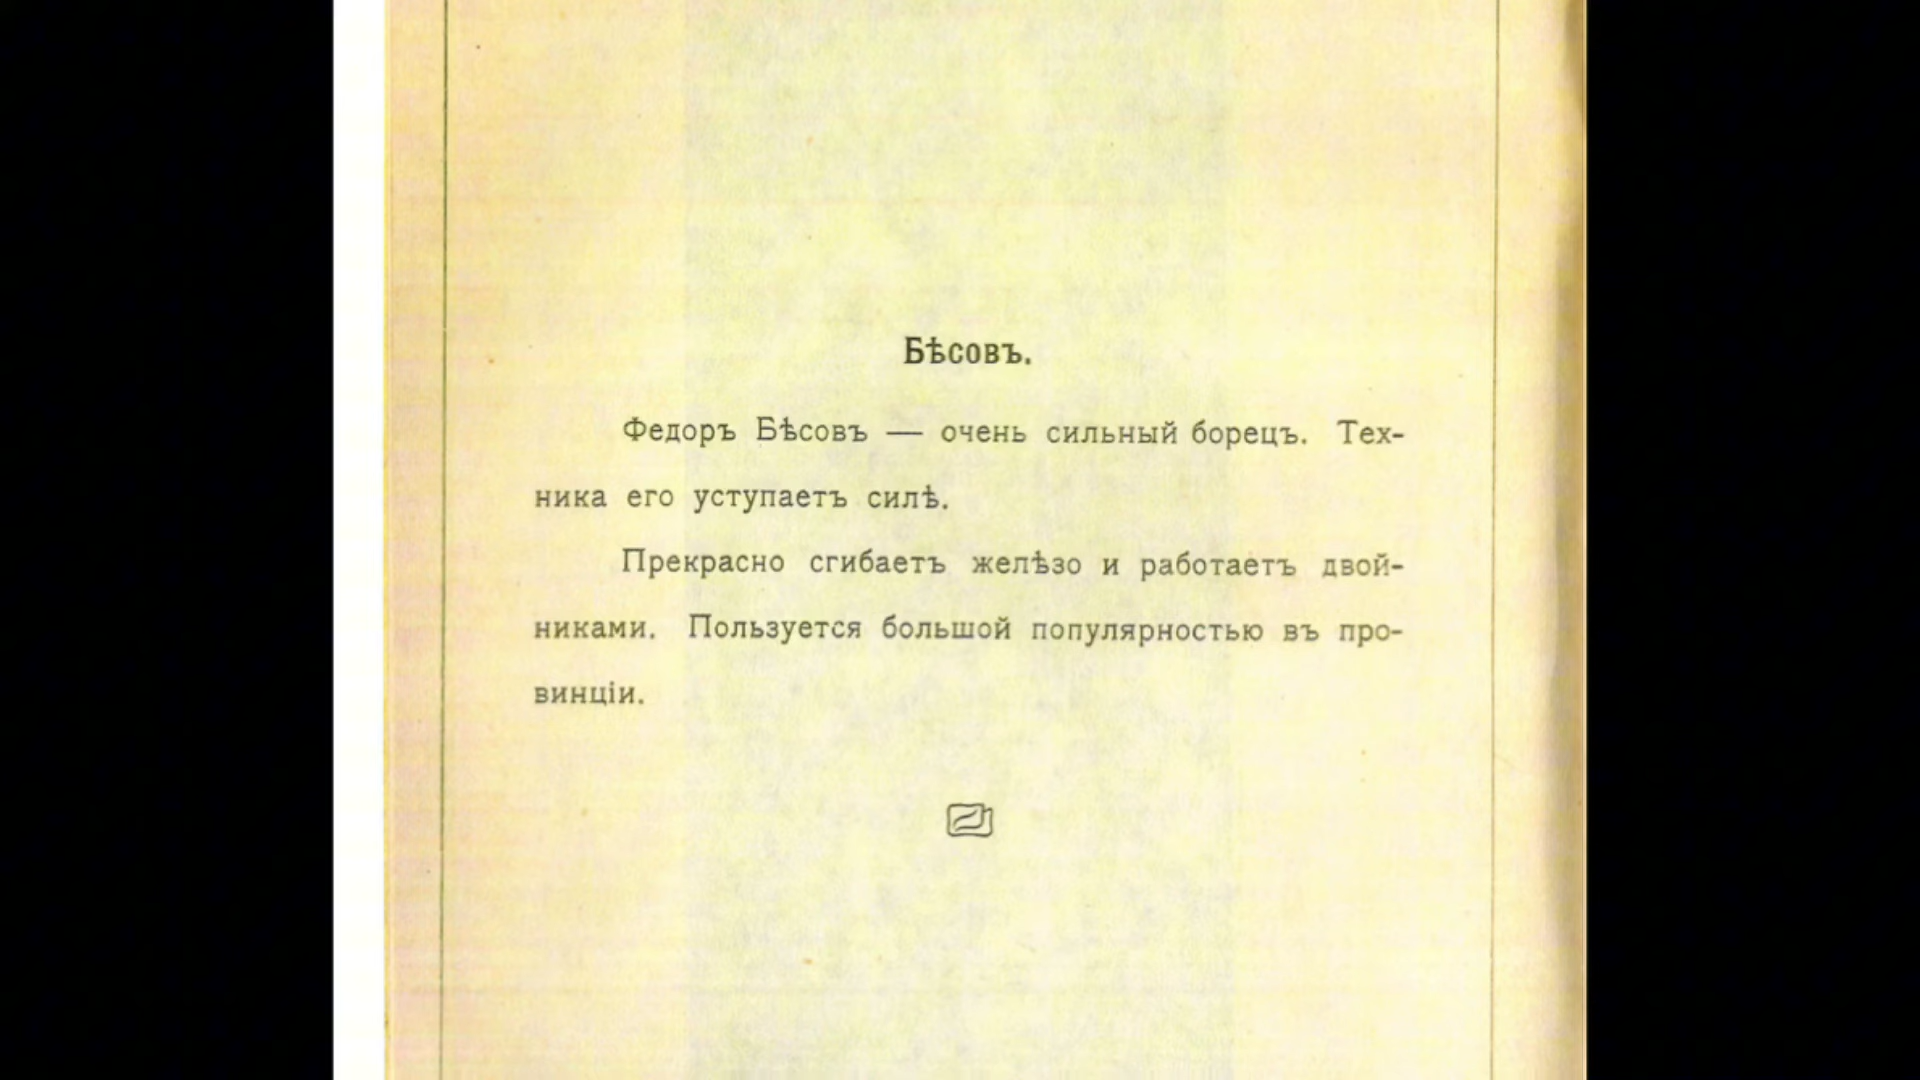 Бѣсовъ.
Федоръ Бѣсовъ — очень сильный борецъ. Тех-
ника его уступаетъ силѣ.
Прекрасно сгибаетъ желѣзо и работаетъ двой-
никами. Пользуется большой популярностью въ про-
винціи.